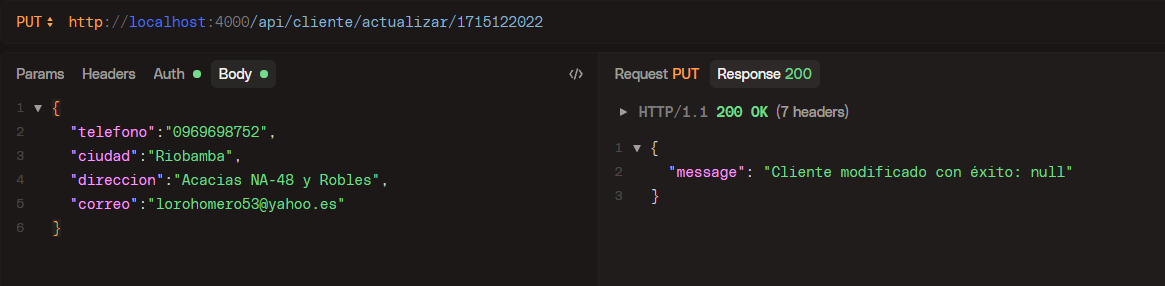 PUT http://localhost:4000/api/cliente/actualizar/1715122022
Params Headers Auth Body </>
1 {
2 "telefono":"0969698752",
3 "ciudad":"Riobamba",
4 "direccion":"Acacias NA-48 y Robles",
5 "correo":"lorohomero53@yahoo.es"
6 }
Request PUT Response 200
HTTP/1.1 200 OK (7 headers)
1 {
2 "message": "Cliente modificado con éxito: null"
3 }